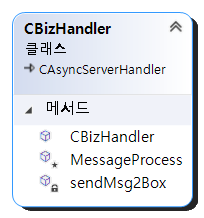 CBizHandler
클래스
CAsyncServerHandler
메서드
CBizHandler
MessageProcess
sendMsg2Box